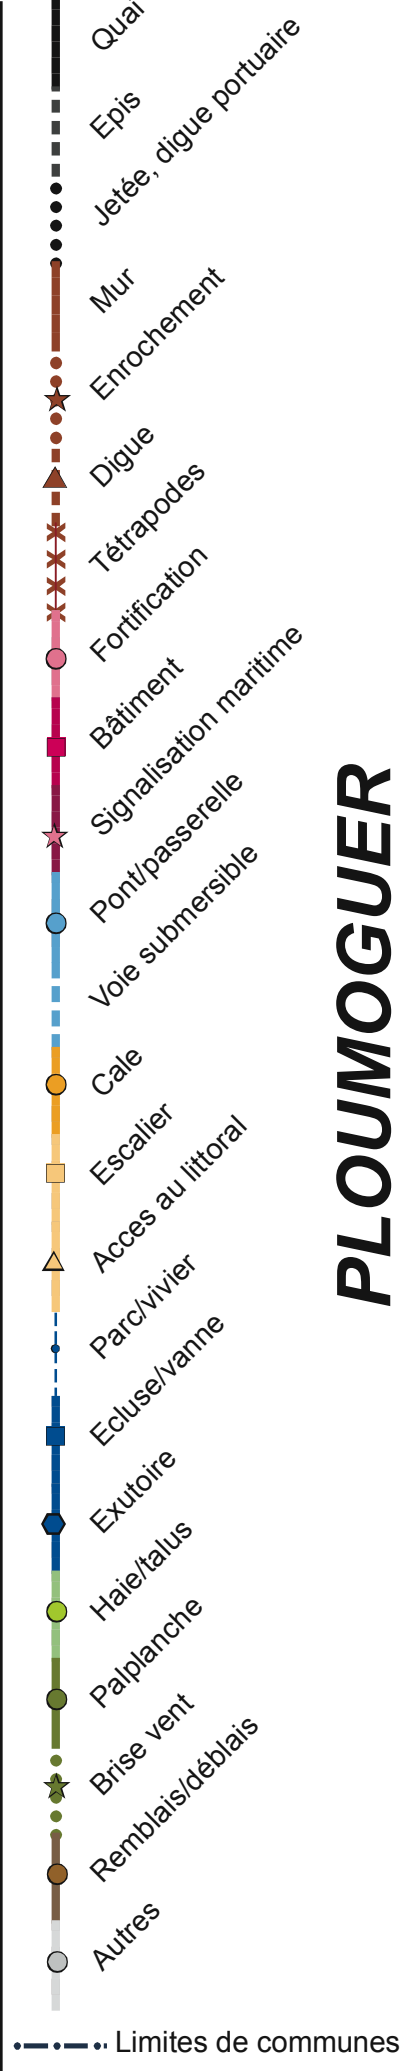 Quai
Epis
Jetée, digue portuaire
Mur
Enrochement
Digue
Tétrapodes
Fortification
Bâtiment
Signalisation maritime
Pont/passerelle
Voie submersible
Cale
Escalier
Acces au littoral
Parc/vivier
Ecluse/vanne
Exutoire
Haie/talus
Palplanche
Brise vent
Remblais/déblais
Autres
Limites de communes
PLOUMOGUER